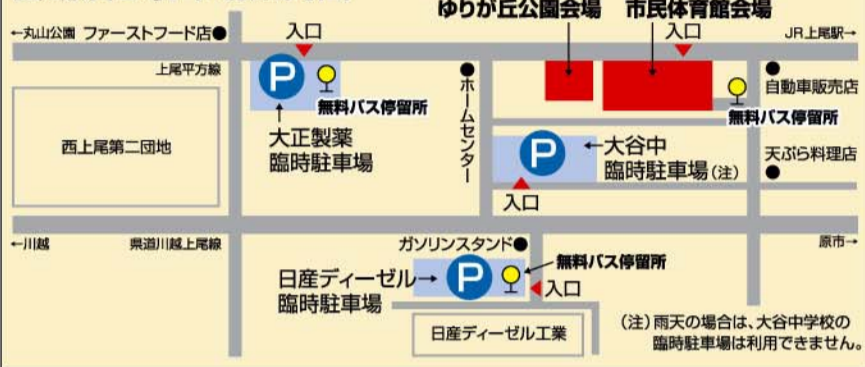 ゆりが丘公園会場 市民体育館会場
←丸山公園 ファーストフード店● 入口 入口 JR上尾駅→
上尾平方線
P
無料バス停留所
大正製薬
臨時駐車場
●ホームセンター
● 自動車販売店
無料バス停留所
西上尾第二団地
P ←大谷中
臨時駐車場(注)
天ぷら料理店
●
入口
←川越 県道川越上尾線 ガソリンスタンド● 原市→
日産ディーゼル→
臨時駐車場
P
無料バス停留所
入口
日産ディーゼル工業
(注)雨天の場合は、大谷中学校の
臨時駐車場は利用できません。